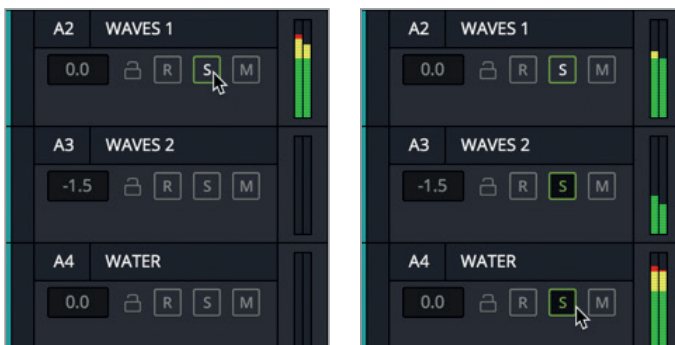 A2 WAVES 1
0.0 R S M
A3 WAVES 2
-1.5 R S M
A4 WATER
0.0 R S M
A2 WAVES 1
0.0 R S M
A3 WAVES 2
-1.5 R S M
A4 WATER
0.0 R S M